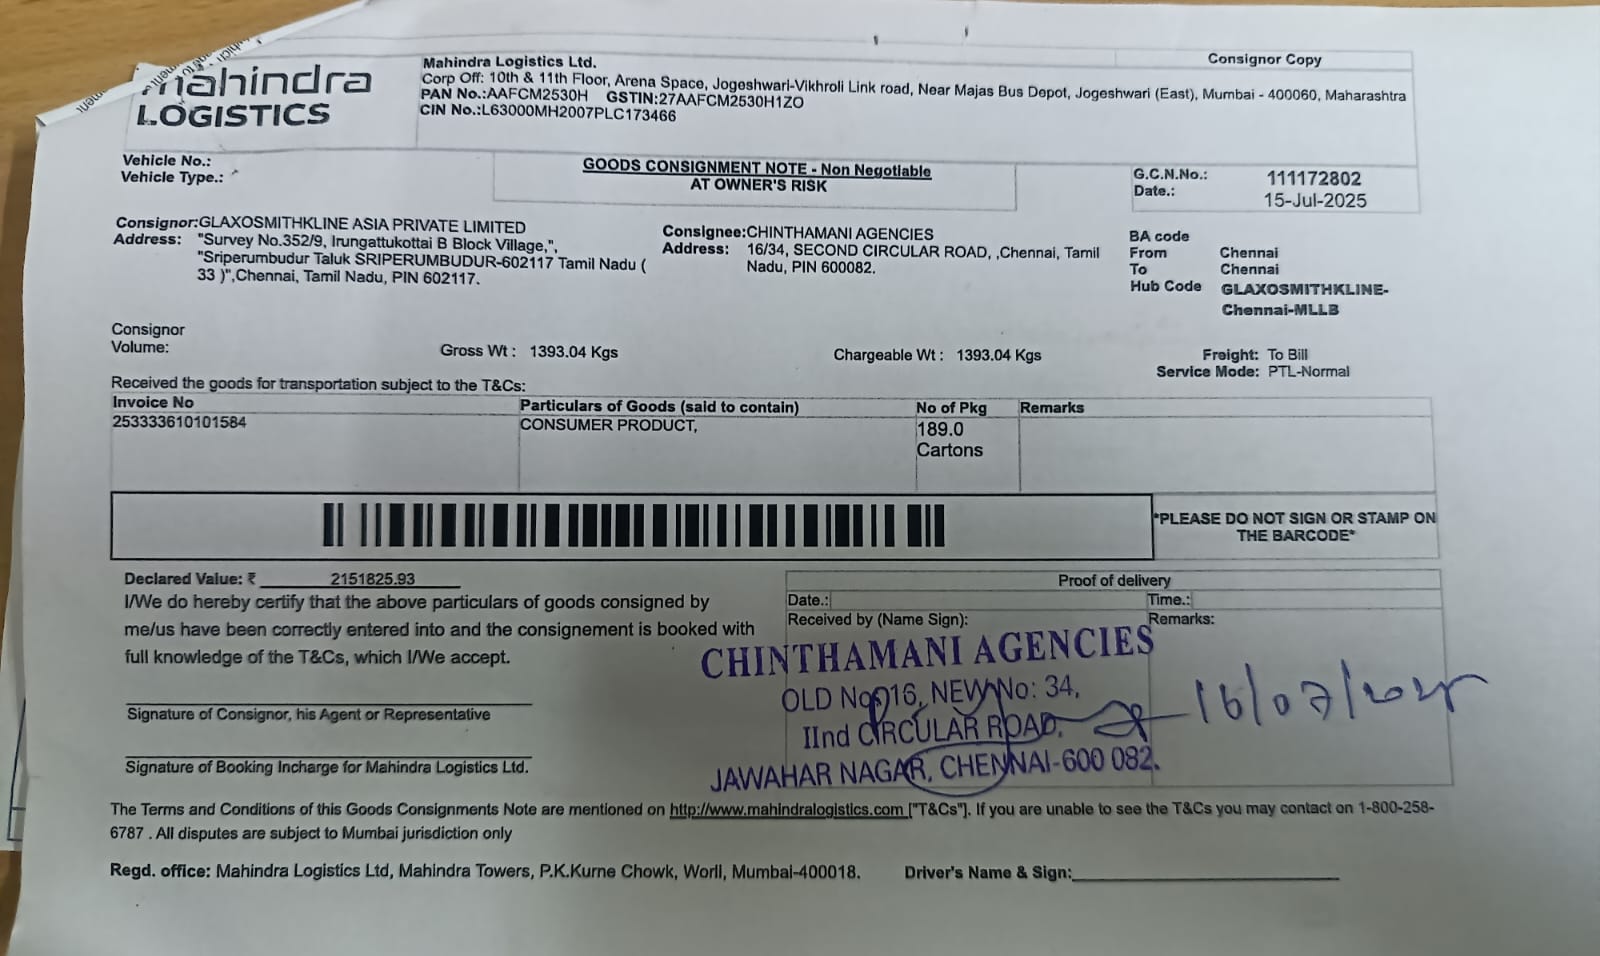 mahindra
LOGISTICS
Mahindra Logistics Ltd.
Corp Off: 10th & 11th Floor, Arena Space, Jogeshwari-Vikhroli Link road, Near Majas Bus Depot, Jogeshwari (East), Mumbai - 400060, Maharashtra
PAN No.:AAFCM2530H GSTIN:27AAFCM2530H1ZO
CIN No.:L63000MH2007PLC173466
Consignor Copy
Vehicle No.:
Vehicle Type.:
GOODS CONSIGNMENT NOTE - Non Negotiable
AT OWNER'S RISK
G.C.N.No.: 111172802
Date.: 15-Jul-2025
Consignor:GLAXOSMITHKLINE ASIA PRIVATE LIMITED
Address: "Survey No.352/9, Irungattukottai B Block Village,",
"Sriperumbudur Taluk SRIPERUMBUDUR-602117 Tamil Nadu (
33 )",Chennai, Tamil Nadu, PIN 602117.
Consignee:CHINTHAMANI AGENCIES
Address: 16/34, SECOND CIRCULAR ROAD, ,Chennai, Tamil
Nadu, PIN 600082.
BA code
From Chennai
To Chennai
Hub Code GLAXOSMITHKLINE-
Chennai-MLLB
Consignor
Volume:
Gross Wt : 1393.04 Kgs
Chargeable Wt : 1393.04 Kgs
Freight: To Bill
Service Mode: PTL-Normal
Received the goods for transportation subject to the T&Cs:
Invoice No Particulars of Goods (said to contain) No of Pkg Remarks
253333610101584 CONSUMER PRODUCT, 189.0
Cartons
*PLEASE DO NOT SIGN OR STAMP ON
THE BARCODE*
Declared Value: ₹ 2151825.93
I/We do hereby certify that the above particulars of goods consigned by
me/us have been correctly entered into and the consignement is booked with
full knowledge of the T&Cs, which I/We accept.
Signature of Consignor, his Agent or Representative
Signature of Booking Incharge for Mahindra Logistics Ltd.
Proof of delivery
Date.: Time.:
Received by (Name Sign): Remarks:
CHINTHAMANI AGENCIES
OLD No: 16, NEW No: 34,
IInd CIRCULAR ROAD,
JAWAHAR NAGAR, CHENNAI-600 082.
16/07/2025
The Terms and Conditions of this Goods Consignments Note are mentioned on http://www.mahindralogistics.com ["T&Cs"]. If you are unable to see the T&Cs you may contact on 1-800-258-
6787 . All disputes are subject to Mumbai jurisdiction only
Regd. office: Mahindra Logistics Ltd, Mahindra Towers, P.K.Kurne Chowk, Worli, Mumbai-400018. Driver's Name & Sign: